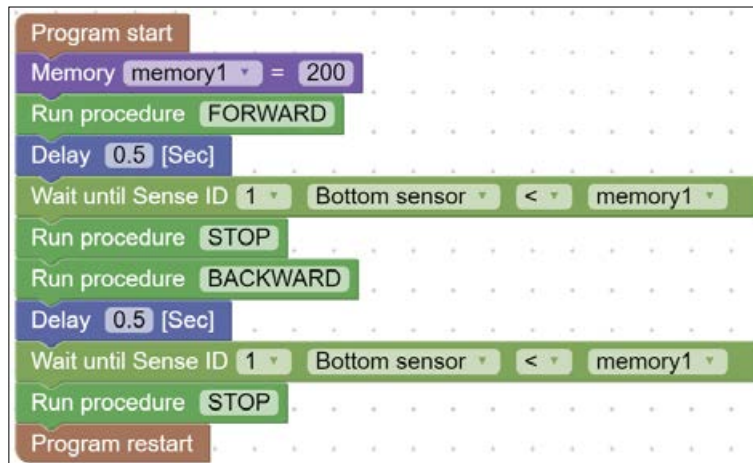 Program start
Memory memory1 = 200
Run procedure FORWARD
Delay 0.5 [Sec]
Wait until Sense ID 1 Bottom sensor < memory1
Run procedure STOP
Run procedure BACKWARD
Delay 0.5 [Sec]
Wait until Sense ID 1 Bottom sensor < memory1
Run procedure STOP
Program restart